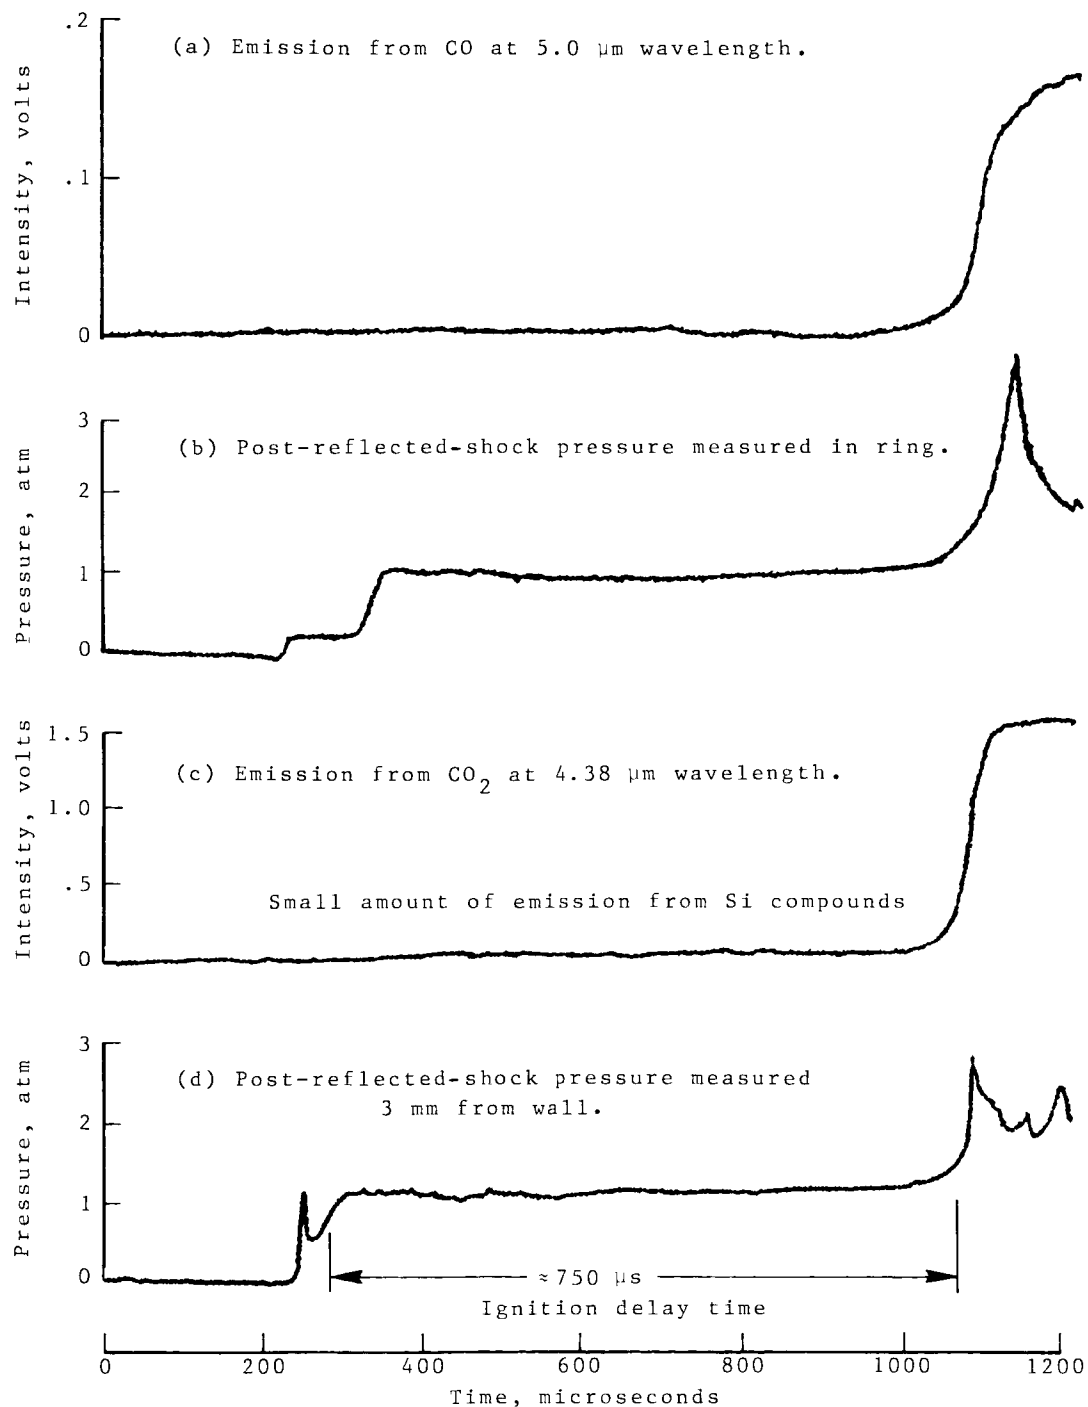 .2
(a) Emission from CO at 5.0 μm wavelength.
.1
0
Intensity, volts
3
(b) Post-reflected-shock pressure measured in ring.
2
1
0
Pressure, atm
1.5
(c) Emission from CO2 at 4.38 μm wavelength.
1.0
.5
Small amount of emission from Si compounds
0
Intensity, volts
3
(d) Post-reflected-shock pressure measured
3 mm from wall.
2
1
0
Pressure, atm
≈750 μs
Ignition delay time
0 200 400 600 800 1000 1200
Time, microseconds